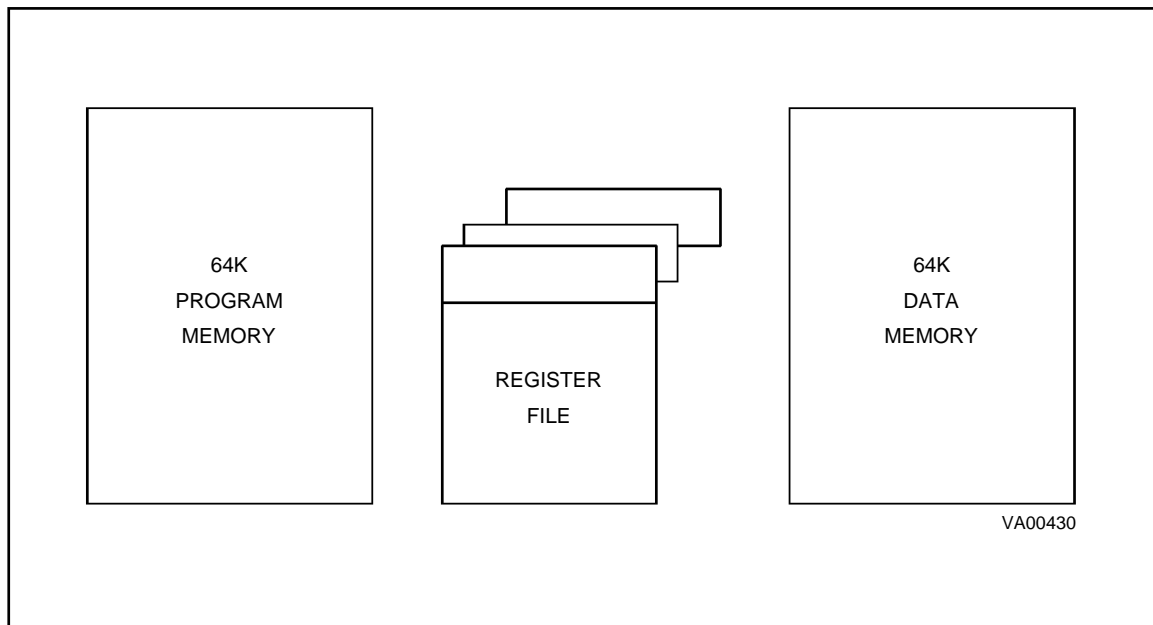 64K
PROGRAM
MEMORY
REGISTER
FILE
64K
DATA
MEMORY
VA00430